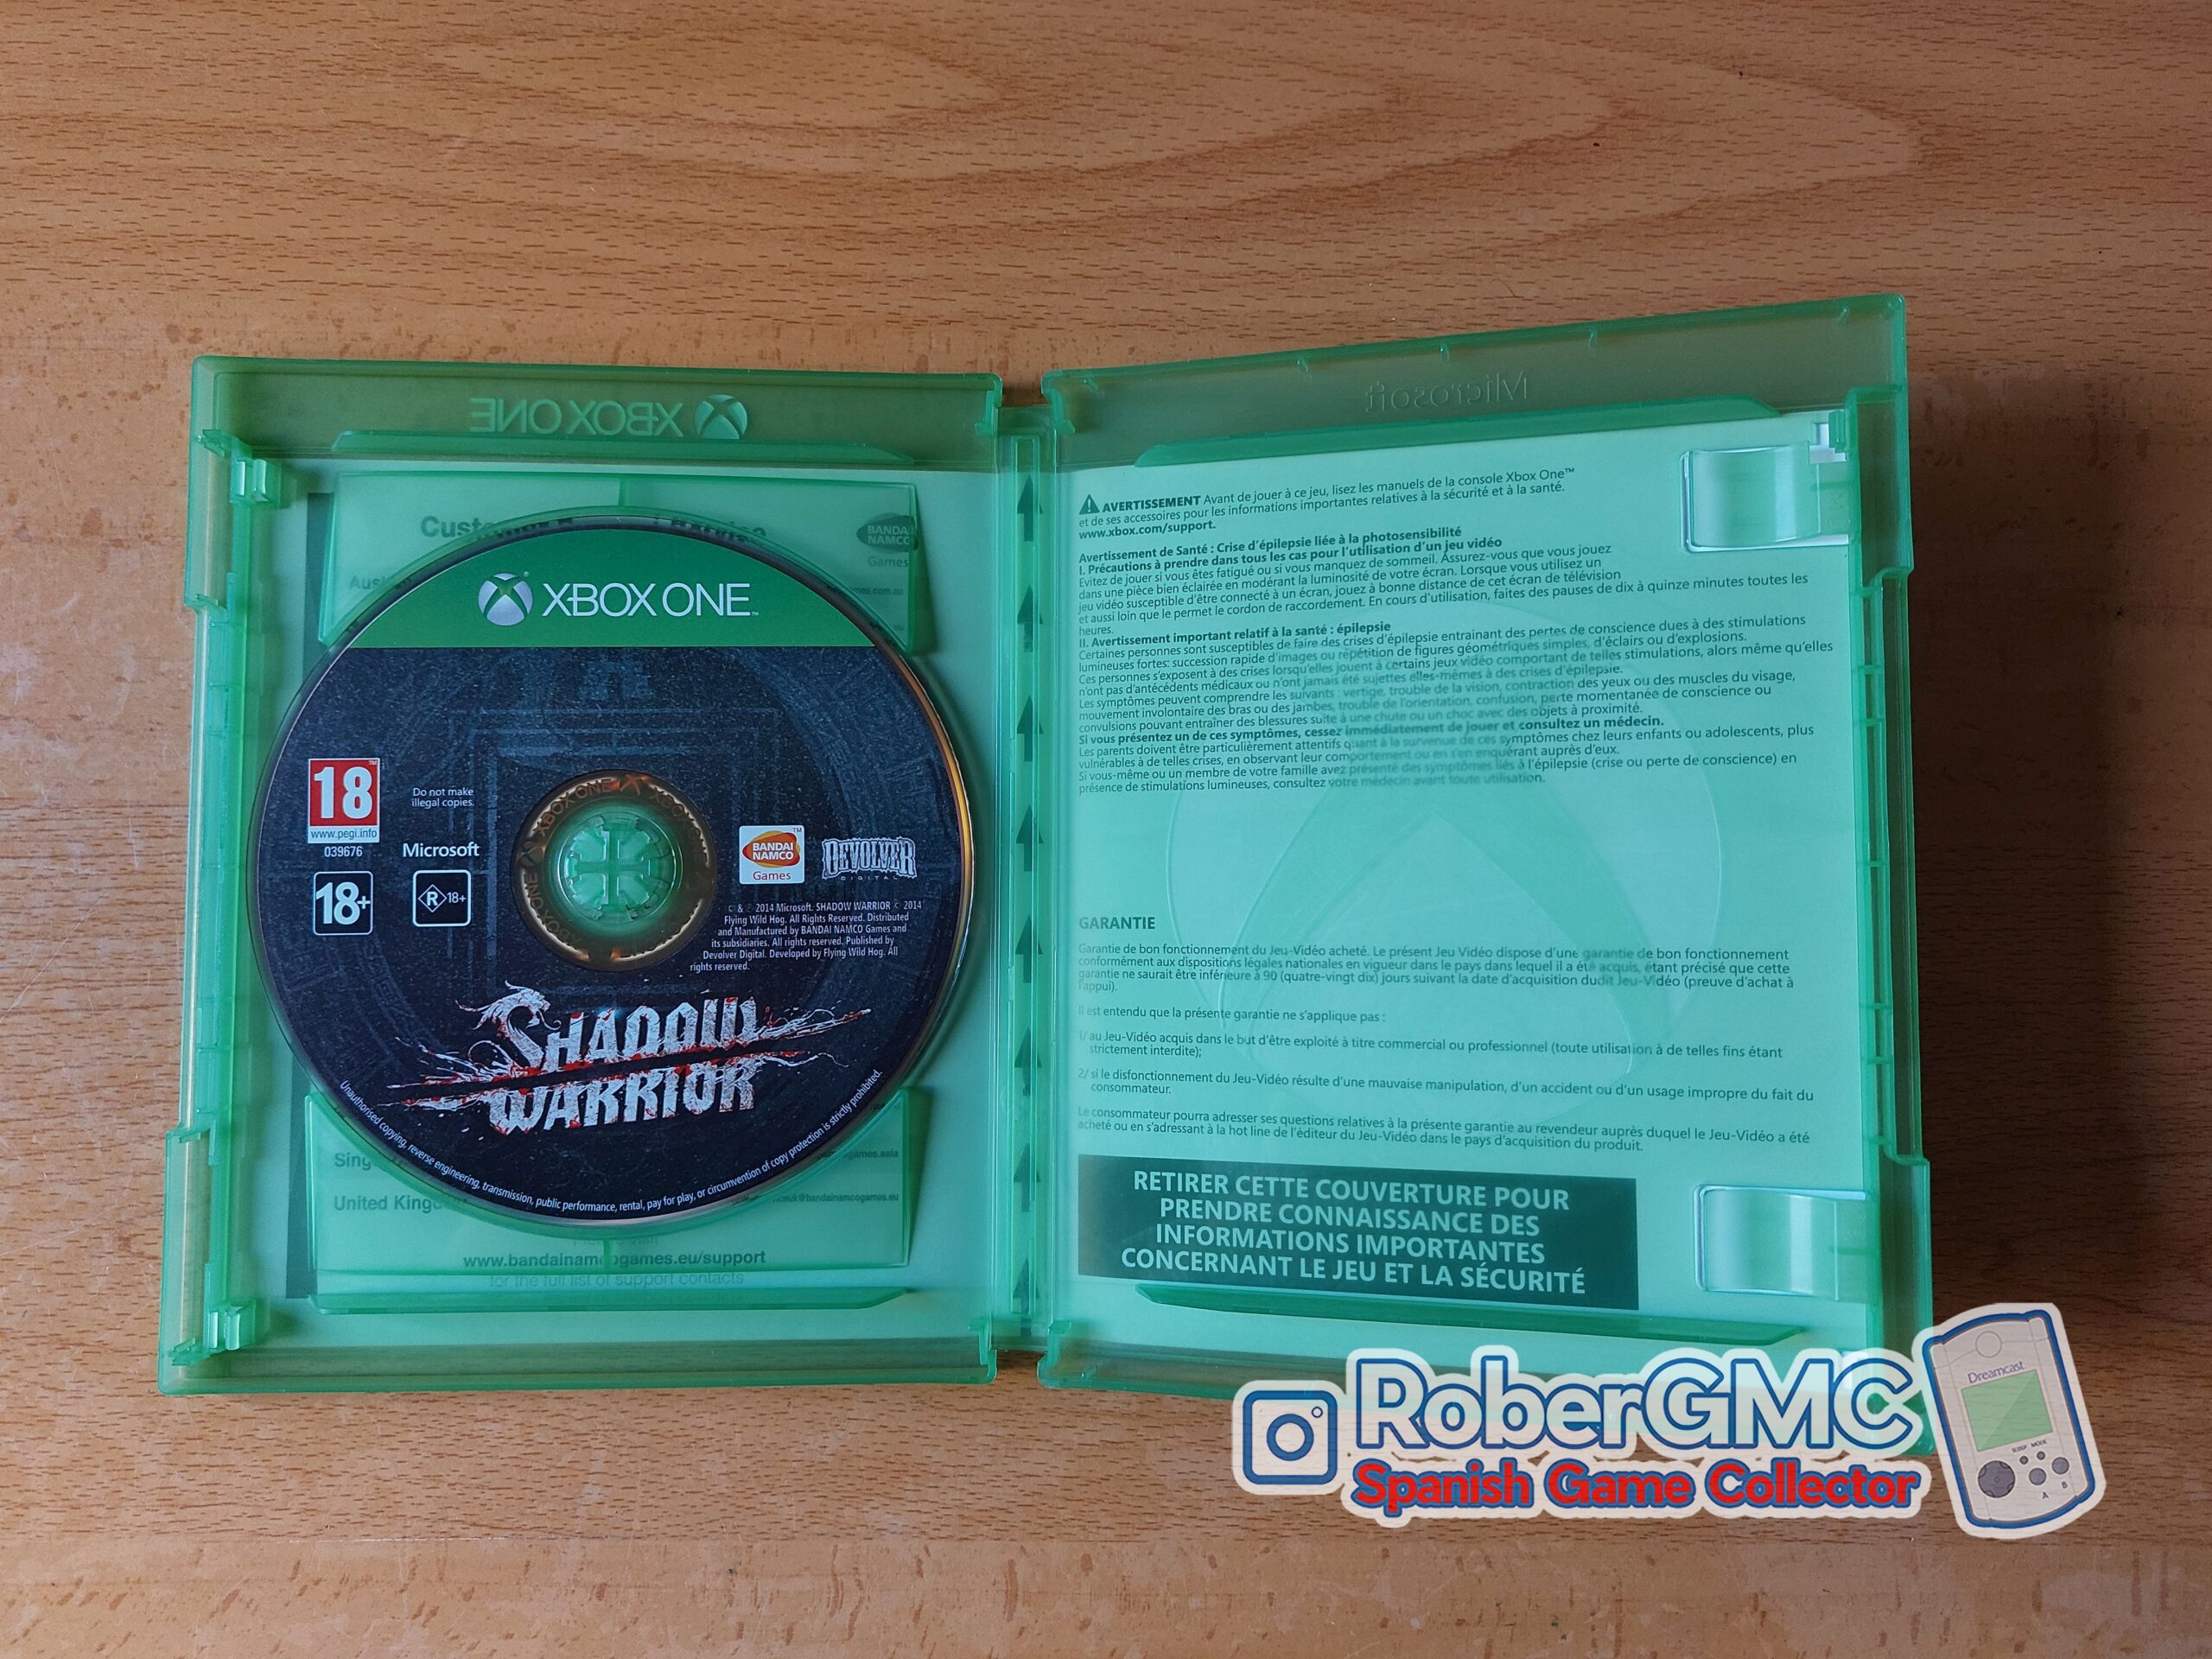 XBOX ONE
Microsoft
BANDAI
NAMCO
Games
XBOX ONE™
18
www.pegi.info
039676
18+
Do not make
illegal copies.
Microsoft
R 18+
XBOX ONE
BANDAI
NAMCO
Games
DEVOLVER
DIGITAL
© & ℗ 2014 Microsoft. SHADOW WARRIOR © 2014
Flying Wild Hog. All Rights Reserved. Distributed
and Manufactured by BANDAI NAMCO Games and
its subsidiaries. All rights reserved. Published by
Devolver Digital. Developed by Flying Wild Hog. All
rights reserved.
SHADOW
WARRIOR
Unauthorised copying, reverse engineering, transmission, public performance, rental, pay for play, or circumvention of copy protection is strictly prohibited.
www.bandainamcogames.eu/support
for the full list of support contacts
AVERTISSEMENT Avant de jouer à ce jeu, lisez les manuels de la console Xbox One™
et de ses accessoires pour les informations importantes relatives à la sécurité et à la santé.
www.xbox.com/support.
Avertissement de Santé : Crise d'épilepsie liée à la photosensibilité
I. Précautions à prendre dans tous les cas pour l'utilisation d'un jeu vidéo
Evitez de jouer si vous êtes fatigué ou si vous manquez de sommeil. Assurez-vous que vous jouez
dans une pièce bien éclairée en modérant la luminosité de votre écran. Lorsque vous utilisez un
jeu vidéo susceptible d'être connecté à un écran, jouez à bonne distance de cet écran de télévision
et aussi loin que le permet le cordon de raccordement. En cours d'utilisation, faites des pauses de dix à quinze minutes toutes les
heures.
II. Avertissement important relatif à la santé : épilepsie
Certaines personnes sont susceptibles de faire des crises d'épilepsie entrainant des pertes de conscience dues à des stimulations
lumineuses fortes: succession rapide d'images ou répétition de figures géométriques simples, d'éclairs ou d'explosions.
Ces personnes s'exposent à des crises lorsqu'elles jouent à certains jeux vidéo comportant de telles stimulations, alors même qu'elles
n'ont pas d'antécédents médicaux ou n'ont jamais été sujettes elles-mêmes à des crises d'épilepsie.
Les symptômes peuvent comprendre les suivants : vertige, trouble de la vision, contraction des yeux ou des muscles du visage,
mouvement involontaire des bras ou des jambes, trouble de l'orientation, confusion, perte momentanée de conscience ou
convulsions pouvant entraîner des blessures suite à une chute ou un choc avec des objets à proximité.
Si vous présentez un de ces symptômes, cessez immédiatement de jouer et consultez un médecin.
Les parents doivent être particulièrement attentifs quant à la survenue de ces symptômes chez leurs enfants ou adolescents, plus
vulnérables à de telles crises, en observant leur comportement ou en s'en enquérant auprès d'eux.
Si vous-même ou un membre de votre famille avez présenté des symptômes liés à l'épilepsie (crise ou perte de conscience) en
présence de stimulations lumineuses, consultez votre médecin avant toute utilisation.
GARANTIE
Garantie de bon fonctionnement du Jeu-Vidéo acheté. Le présent Jeu Vidéo dispose d'une garantie de bon fonctionnement
conformément aux dispositions légales nationales en vigueur dans le pays dans lequel il a été acquis, étant précisé que cette
garantie ne saurait être inférieure à 90 (quatre-vingt dix) jours suivant la date d'acquisition dudit Jeu-Vidéo (preuve d'achat à
l'appui).
Il est entendu que la présente garantie ne s'applique pas :
1/ au Jeu-Vidéo acquis dans le but d'être exploité à titre commercial ou professionnel (toute utilisation à de telles fins étant
strictement interdite);
2/ si le disfonctionnement du Jeu-Vidéo résulte d'une mauvaise manipulation, d'un accident ou d'un usage impropre du fait du
consommateur.
Le consommateur pourra adresser ses questions relatives à la présente garantie au revendeur auprès duquel le Jeu-Vidéo a été
acheté ou en s'adressant à la hot line de l'éditeur du Jeu-Vidéo dans le pays d'acquisition du produit.
RETIRER CETTE COUVERTURE POUR
PRENDRE CONNAISSANCE DES
INFORMATIONS IMPORTANTES
CONCERNANT LE JEU ET LA SÉCURITÉ
RoberGMC
Spanish Game Collector
Dreamcast
SLEEP MODE
A B